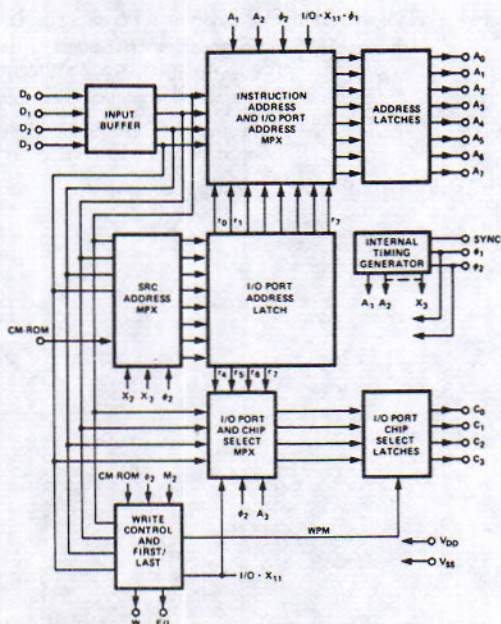 A1 A2 ϕ2 I/O·X11·ϕ1
D0
D1
D2
D3
INPUT
BUFFER
INSTRUCTION
ADDRESS
AND I/O PORT
ADDRESS
MPX
ADDRESS
LATCHES
A0
A1
A2
A3
A4
A5
A6
A7
r0 r1 r7
SRC
ADDRESS
MPX
I/O PORT
ADDRESS
LATCH
INTERNAL
TIMING
GENERATOR
SYNC
ϕ1
ϕ2
A1 A2 X3
CM-ROM
X2 X3 ϕ2
r4 r5 r6 r7
I/O PORT
AND CHIP
SELECT
MPX
I/O PORT
CHIP
SELECT
LATCHES
C0
C1
C2
C3
CM ROM ϕ2 M2
ϕ2 A3
WRITE
CONTROL
AND
FIRST/
LAST
WPM
VDD
VSS
I/O · X11
W F/L